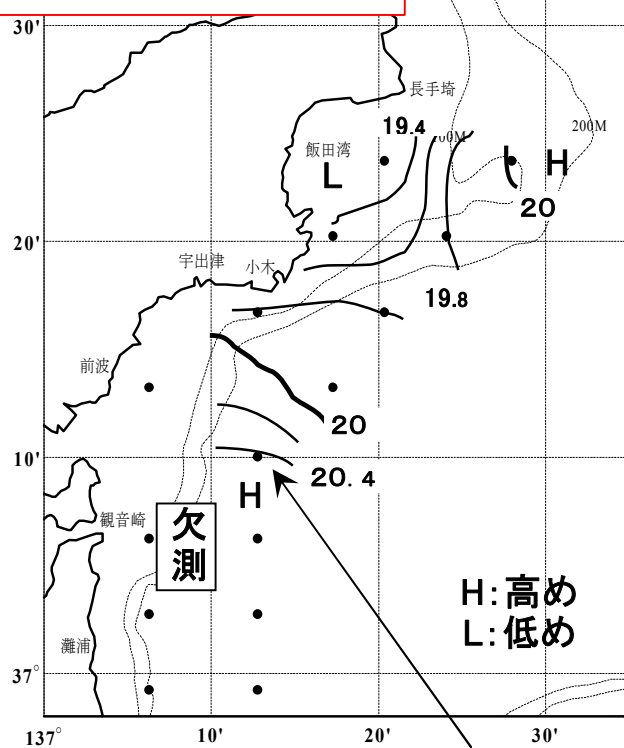 30'
長手埼
19.4
200M
00M
飯田湾
L
H
20
20'
宇出津
小木
19.8
前波
20
10'
20.4
H
観音崎
欠測
H:高め
L:低め
灘浦
37°
137°
10'
20'
30'